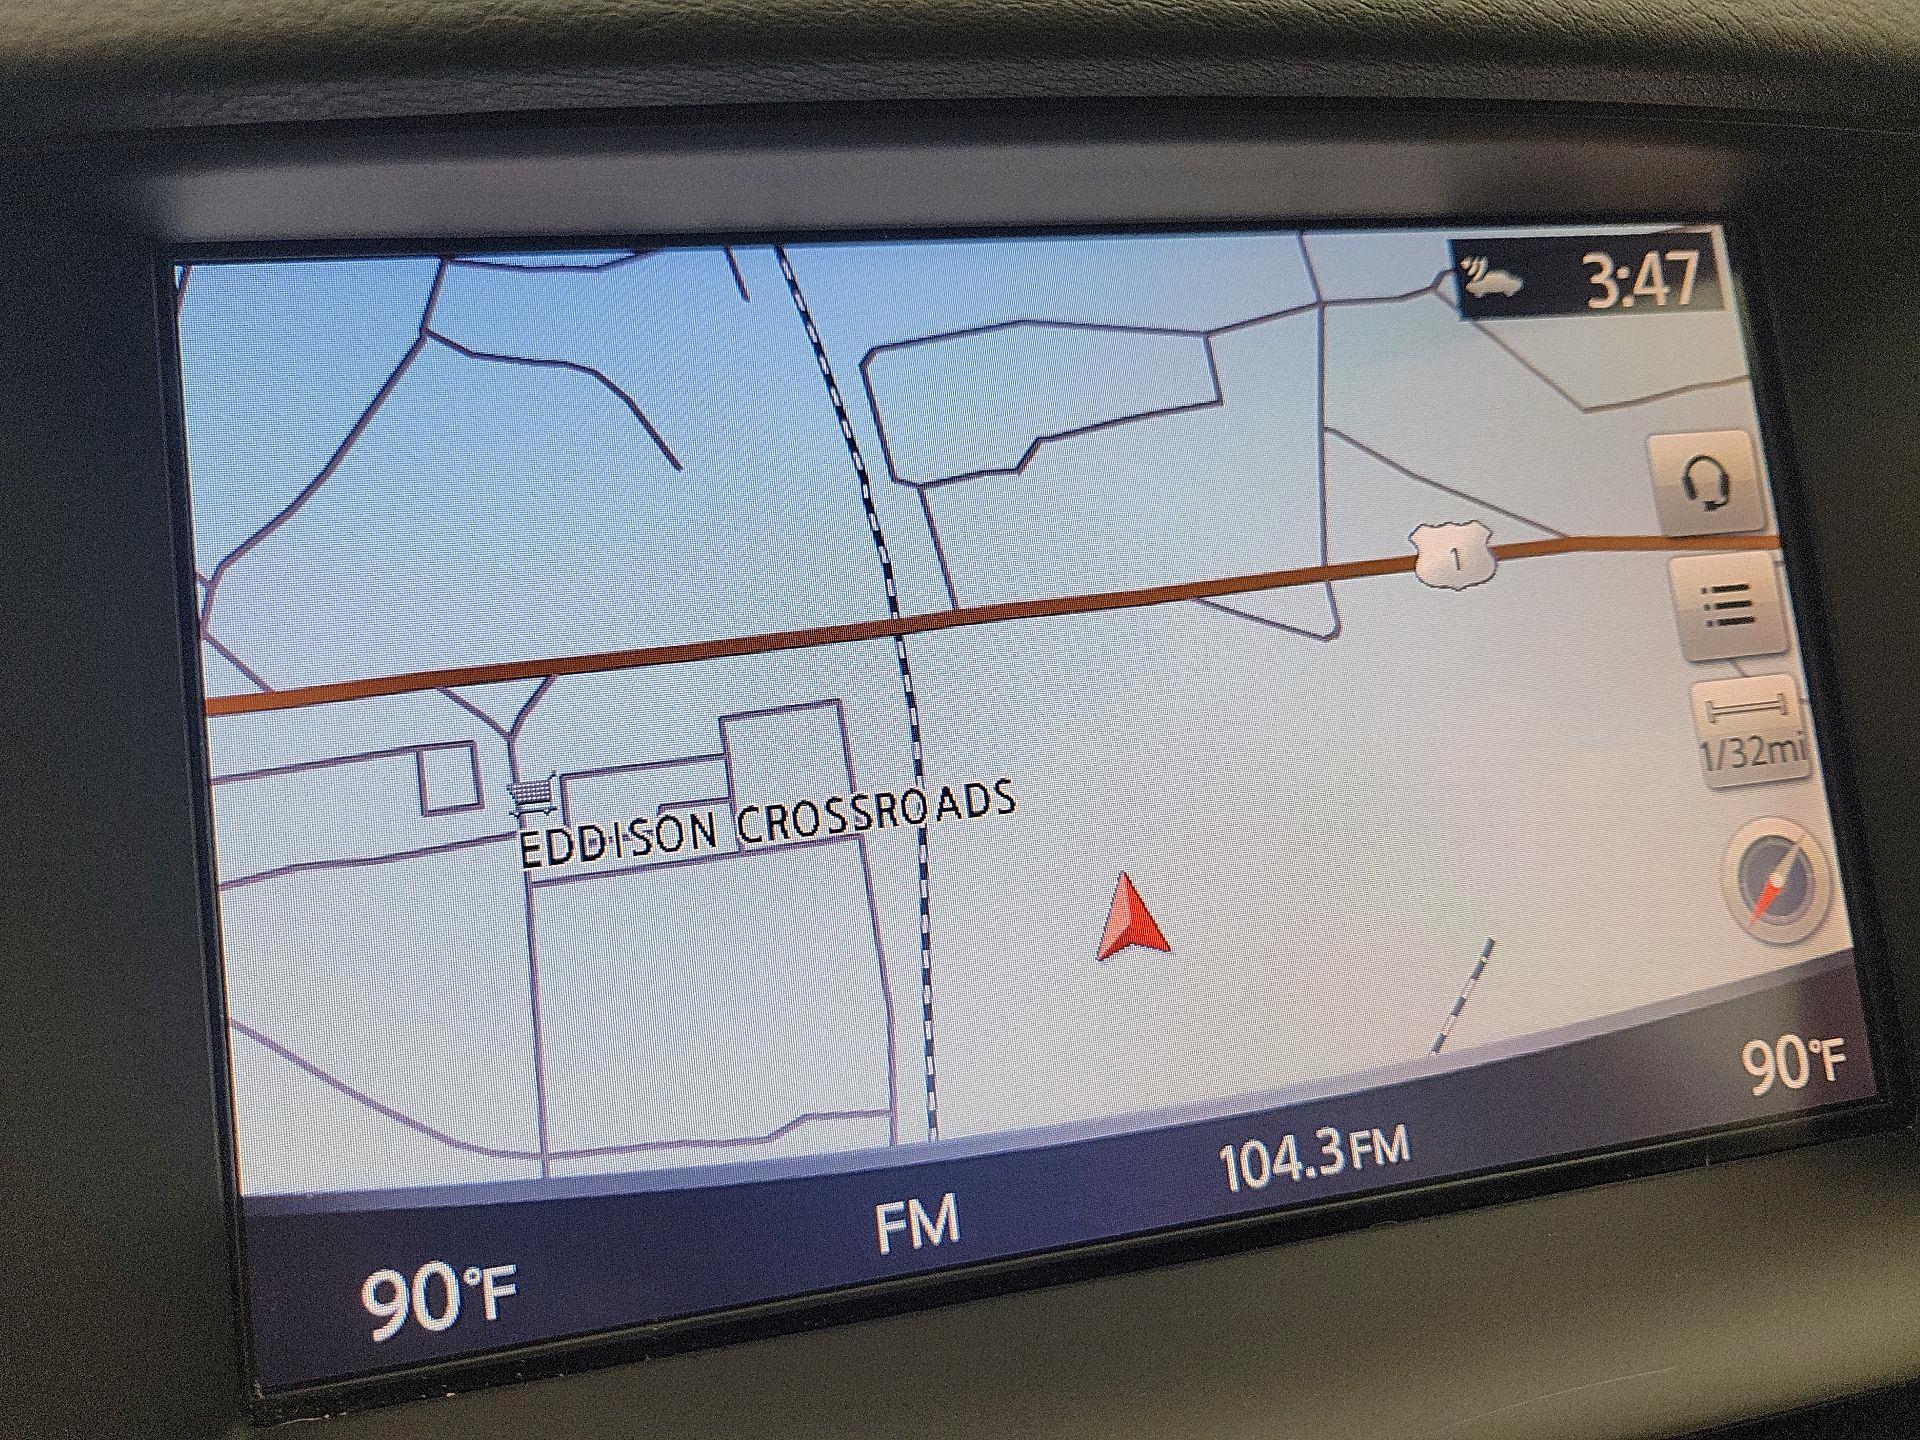 3:47
1
1/32mi
EDDISON CROSSROADS
90°F
104.3FM
FM
90°F